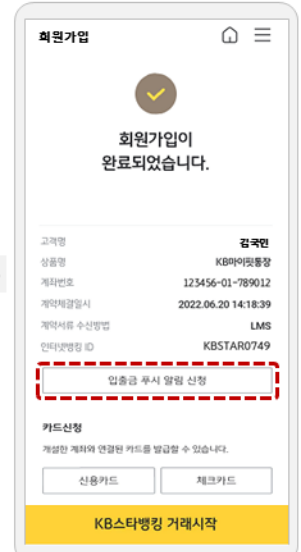 회원가입
회원가입이
완료되었습니다.
고객명 김국민
상품명 KB마이핏통장
계좌번호 123456-01-789012
계약체결일시 2022.06.20 14:18:39
계약서류 수신방법 LMS
인터넷뱅킹 ID KBSTAR0749
입출금 푸시 알림 신청
카드신청
개설한 계좌와 연결된 카드를 발급할 수 있습니다.
신용카드 체크카드
KB스타뱅킹 거래시작